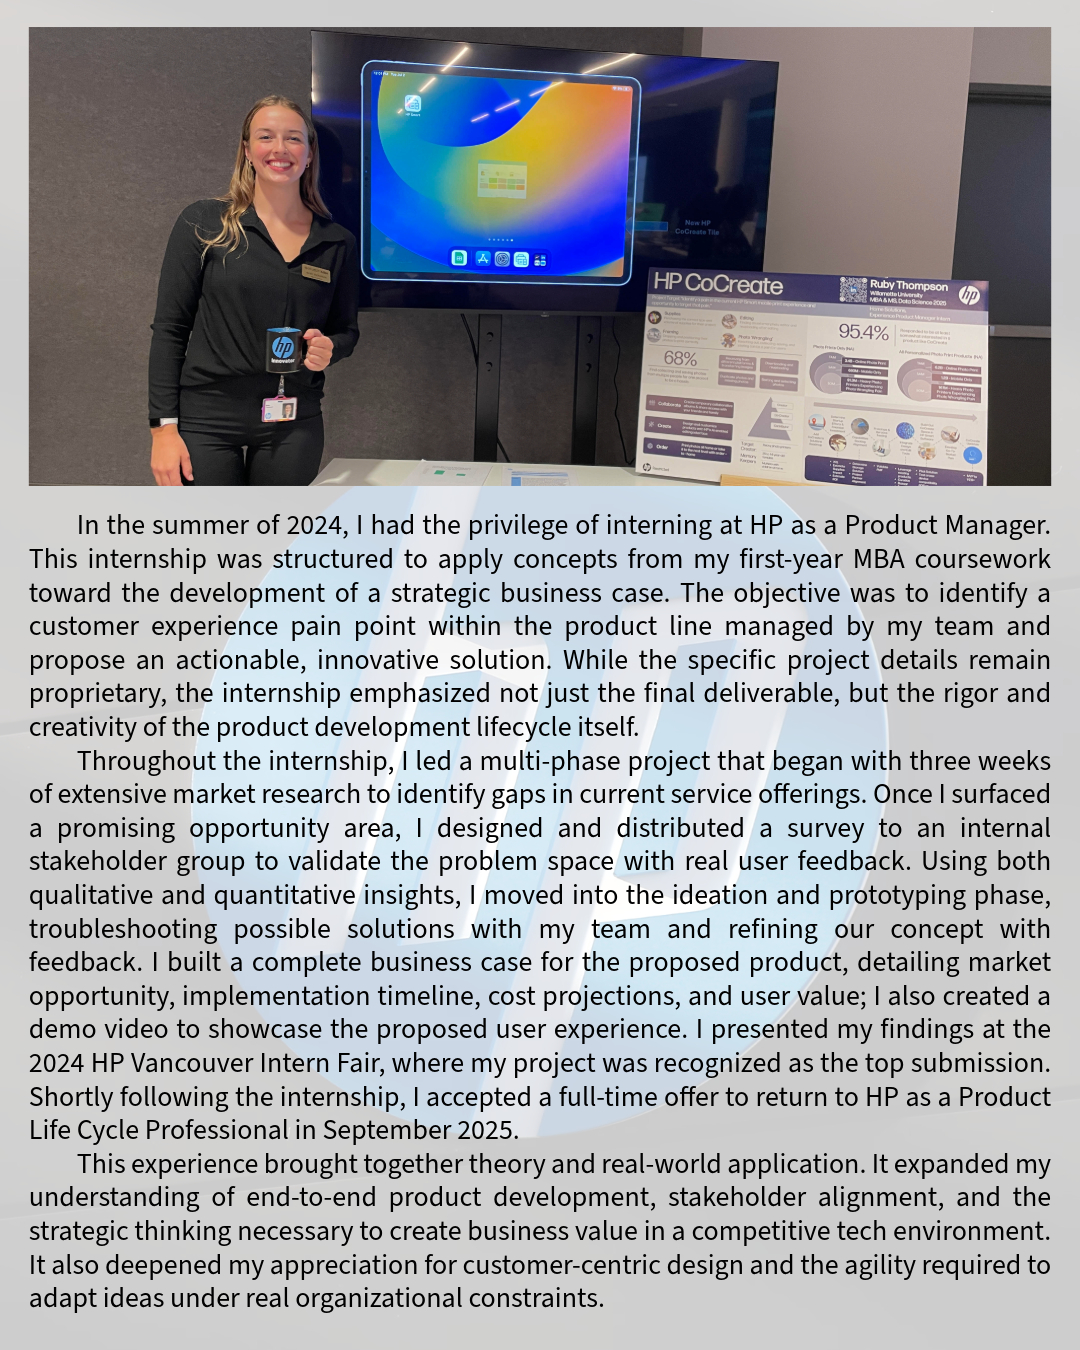 New HP
CoCreate Tile
HP CoCreate
Ruby Thompson
Willamette University
MBA & MS, Data Science 2025
Home Solutions
Experience Product Manager Intern
hp
68%
95.4%
Collaborate
Create
Order
hp
Innovator
In the summer of 2024, I had the privilege of interning at HP as a Product Manager.
This internship was structured to apply concepts from my first-year MBA coursework
toward the development of a strategic business case. The objective was to identify a
customer experience pain point within the product line managed by my team and
propose an actionable, innovative solution. While the specific project details remain
proprietary, the internship emphasized not just the final deliverable, but the rigor and
creativity of the product development lifecycle itself.
Throughout the internship, I led a multi-phase project that began with three weeks
of extensive market research to identify gaps in current service offerings. Once I surfaced
a promising opportunity area, I designed and distributed a survey to an internal
stakeholder group to validate the problem space with real user feedback. Using both
qualitative and quantitative insights, I moved into the ideation and prototyping phase,
troubleshooting possible solutions with my team and refining our concept with
feedback. I built a complete business case for the proposed product, detailing market
opportunity, implementation timeline, cost projections, and user value; I also created a
demo video to showcase the proposed user experience. I presented my findings at the
2024 HP Vancouver Intern Fair, where my project was recognized as the top submission.
Shortly following the internship, I accepted a full-time offer to return to HP as a Product
Life Cycle Professional in September 2025.
This experience brought together theory and real-world application. It expanded my
understanding of end-to-end product development, stakeholder alignment, and the
strategic thinking necessary to create business value in a competitive tech environment.
It also deepened my appreciation for customer-centric design and the agility required to
adapt ideas under real organizational constraints.